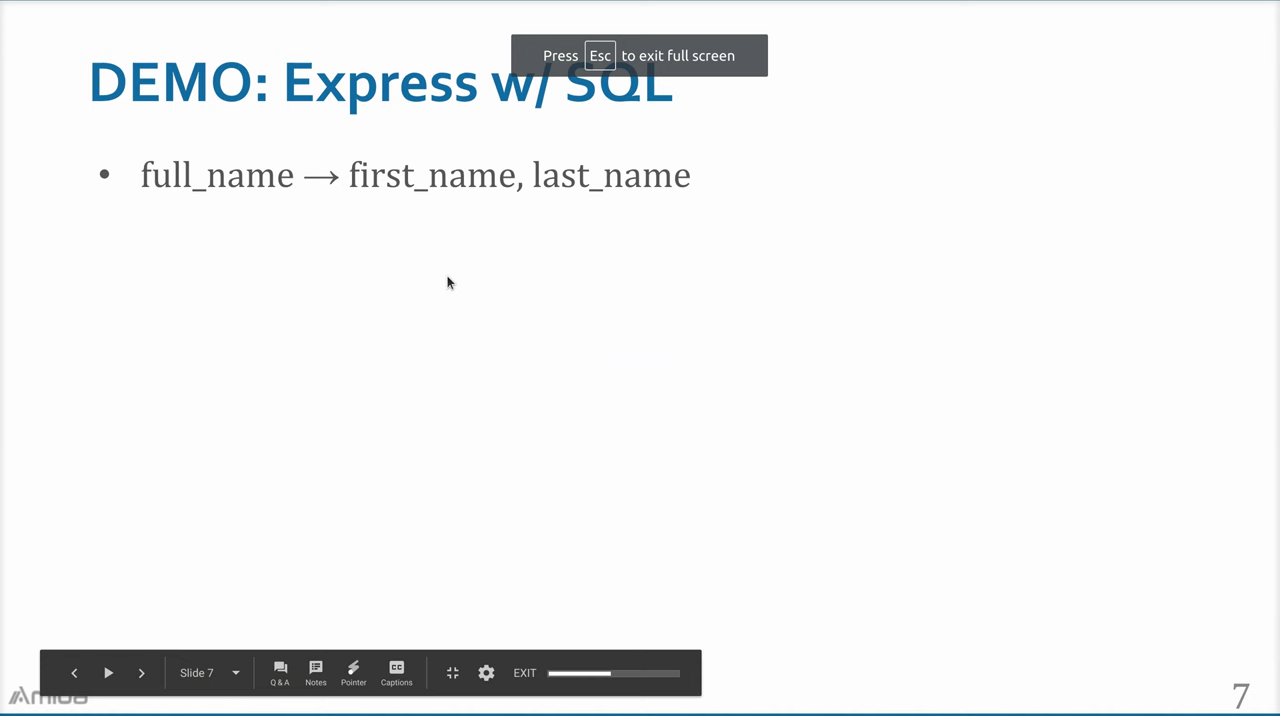 Press Esc to exit full screen
DEMO: Express w/ SQL
• full_name → first_name, last_name
Slide 7
Q & A
Notes
Pointer
Captions
EXIT
7